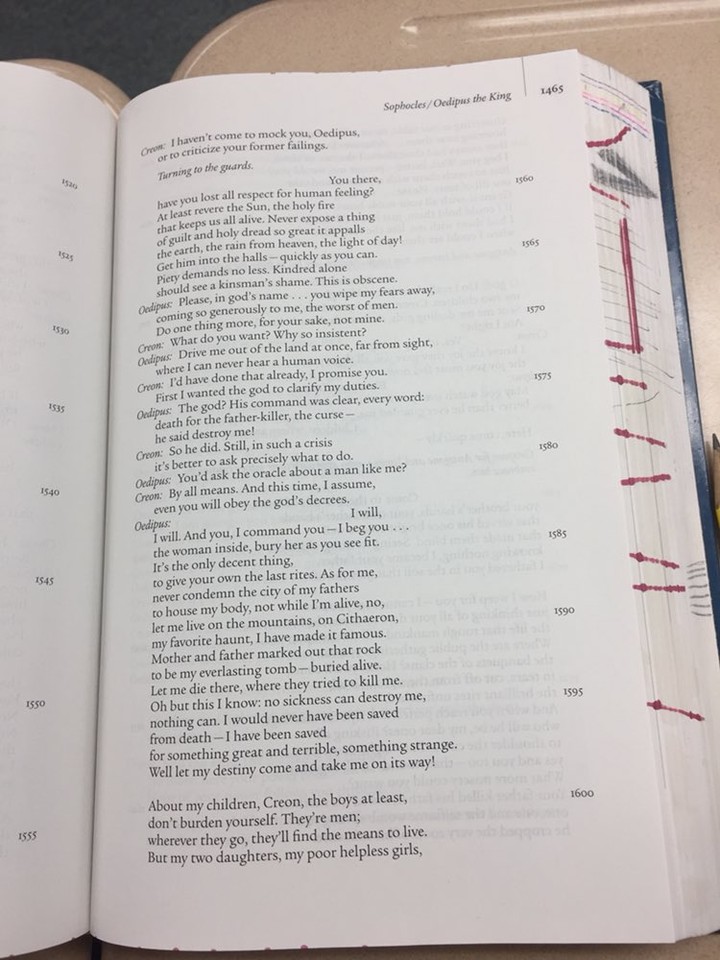 1520
1525
1530
1535
1540
1545
1550
1555
Sophocles/Oedipus the King 1465
Creon: I haven't come to mock you, Oedipus,
or to criticize your former failings.
Turning to the guards.
You there, 1560
have you lost all respect for human feeling?
At least revere the Sun, the holy fire
that keeps us all alive. Never expose a thing
of guilt and holy dread so great it appalls
the earth, the rain from heaven, the light of day! 1565
Get him into the halls—quickly as you can.
Piety demands no less. Kindred alone
should see a kinsman's shame. This is obscene.
Oedipus: Please, in god's name . . . you wipe my fears away,
coming so generously to me, the worst of men. 1570
Do one thing more, for your sake, not mine.
Creon: What do you want? Why so insistent?
Oedipus: Drive me out of the land at once, far from sight,
where I can never hear a human voice.
Creon: I'd have done that already, I promise you. 1575
First I wanted the god to clarify my duties.
Oedipus: The god? His command was clear, every word:
death for the father-killer, the curse—
he said destroy me!
Creon: So he did. Still, in such a crisis 1580
it's better to ask precisely what to do.
Oedipus: You'd ask the oracle about a man like me?
Creon: By all means. And this time, I assume,
even you will obey the god's decrees.
Oedipus: I will,
I will. And you, I command you—I beg you . . . 1585
the woman inside, bury her as you see fit.
It's the only decent thing,
to give your own the last rites. As for me,
never condemn the city of my fathers
to house my body, not while I'm alive, no, 1590
let me live on the mountains, on Cithaeron,
my favorite haunt, I have made it famous.
Mother and father marked out that rock
to be my everlasting tomb—buried alive.
Let me die there, where they tried to kill me. 1595
Oh but this I know: no sickness can destroy me,
nothing can. I would never have been saved
from death—I have been saved
for something great and terrible, something strange.
Well let my destiny come and take me on its way!
About my children, Creon, the boys at least, 1600
don't burden yourself. They're men;
wherever they go, they'll find the means to live.
But my two daughters, my poor helpless girls,